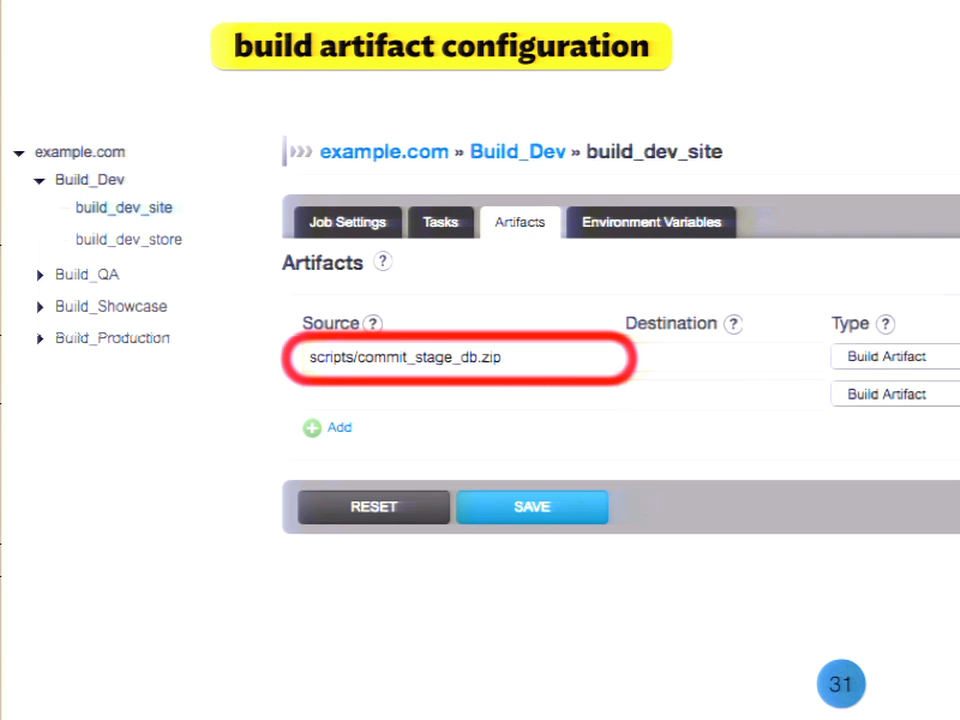 build artifact configuration
example.com
Build_Dev
build_dev_site
build_dev_store
Build_QA
Build_Showcase
Build_Production
example.com » Build_Dev » build_dev_site
Job Settings Tasks Artifacts Environment Variables
Artifacts ?
Source ? Destination ? Type ?
scripts/commit_stage_db.zip Build Artifact
Build Artifact
Add
RESET SAVE
31